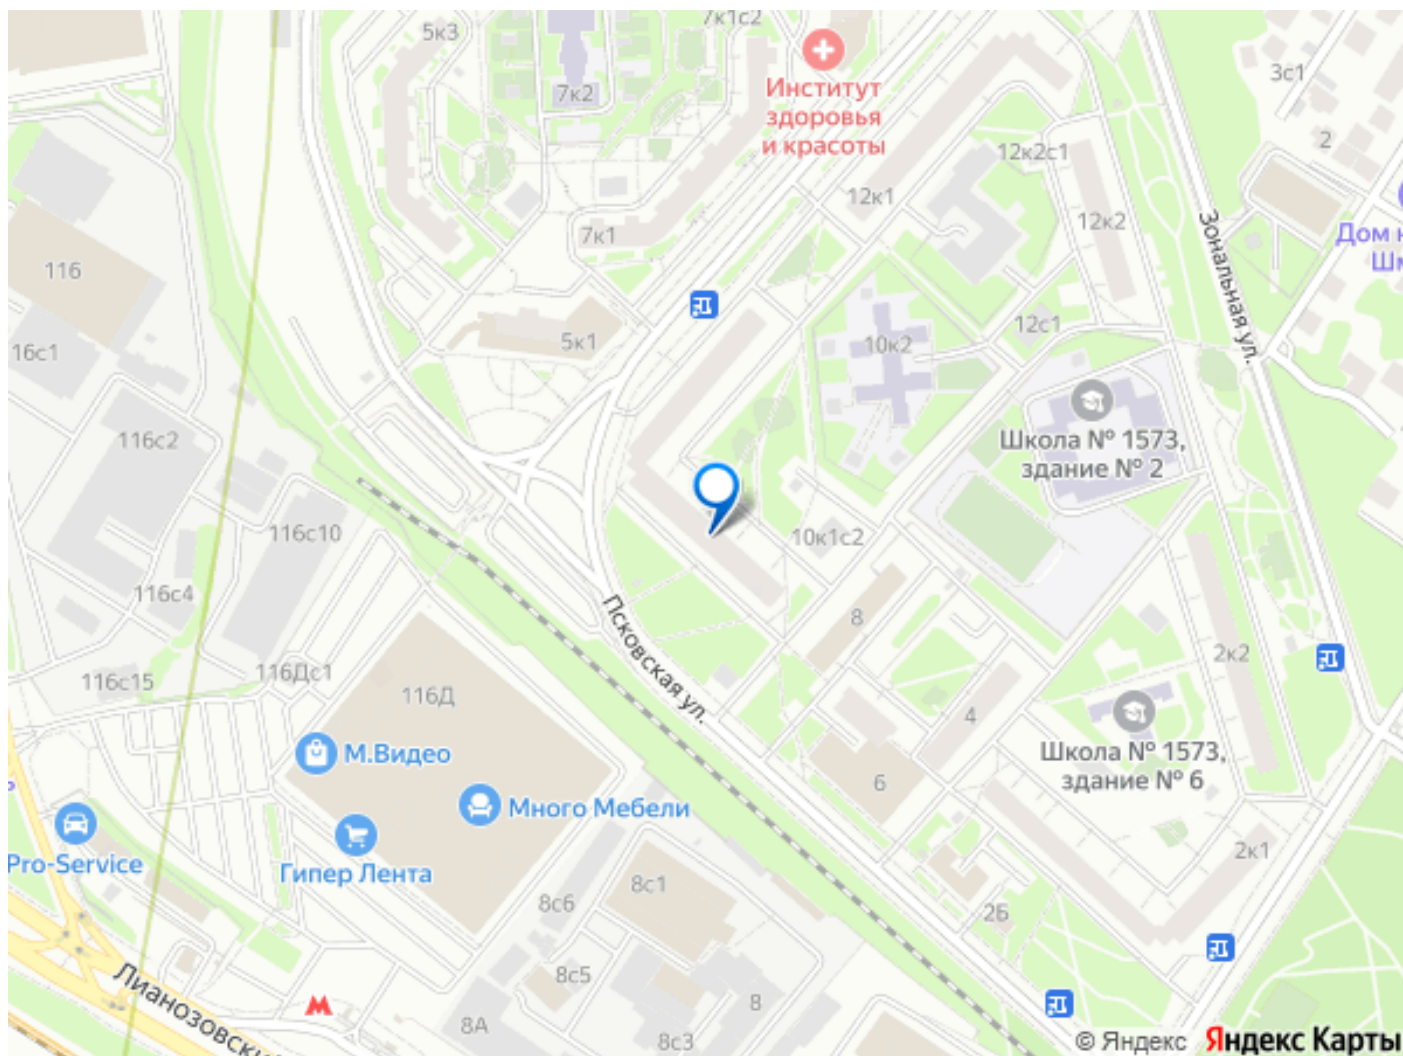 5к3
7к1с2
7к2
Институт
здоровья
и красоты
3с1
2
12к2с1
12к1
12к2
Зональная ул.
7к1
116
16с1
5к1
10к2
12с1
Школа № 1573,
здание № 2
116с2
116с10
10к1с2
116с4
8
Псковская ул.
116с15
116Дс1
116Д
2к2
4
М.Видео
Школа № 1573,
здание № 6
6
Много Мебели
Pro-Service
Гипер Лента
2к1
8с1
8с6
2Б
8с5
8
8А
8с3
Дом
© Яндекс
Яндекс Карты